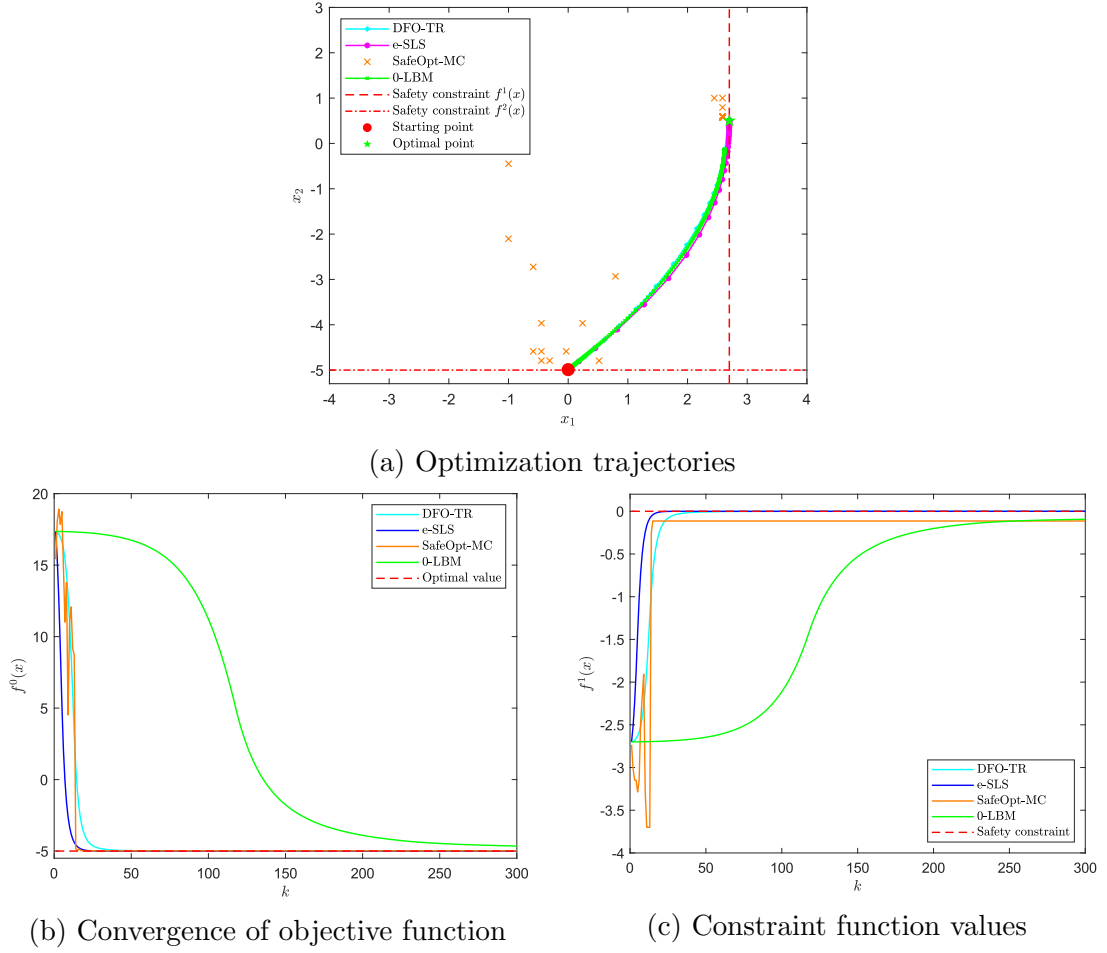 3
2
1
0
-1
-2
-3
-4
-5
x₂
DFO-TR
e-SLS
SafeOpt-MC
0-LBM
Safety constraint f¹(x)
Safety constraint f²(x)
Starting point
Optimal point
-4 -3 -2 -1 0 1 2 3 4
x₁
(a) Optimization trajectories
20
15
10
5
0
-5
f⁰(x)
DFO-TR
e-SLS
SafeOpt-MC
0-LBM
Optimal value
0 50 100 150 200 250 300
k
(b) Convergence of objective function
0
-0.5
-1
-1.5
-2
-2.5
-3
-3.5
-4
f¹(x)
DFO-TR
e-SLS
SafeOpt-MC
0-LBM
Safety constraint
0 50 100 150 200 250 300
k
(c) Constraint function values